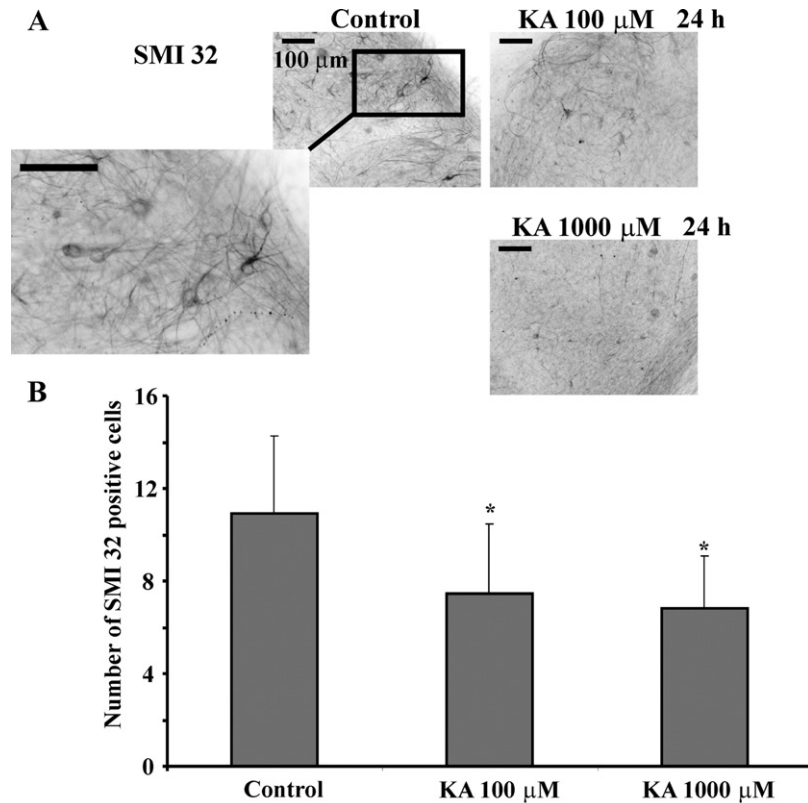 A
SMI 32
Control
100 μm
KA 100 μM 24 h
KA 1000 μM 24 h
B
Number of SMI 32 positive cells
16
12
8
4
0
*
*
Control
KA 100 μM
KA 1000 μM